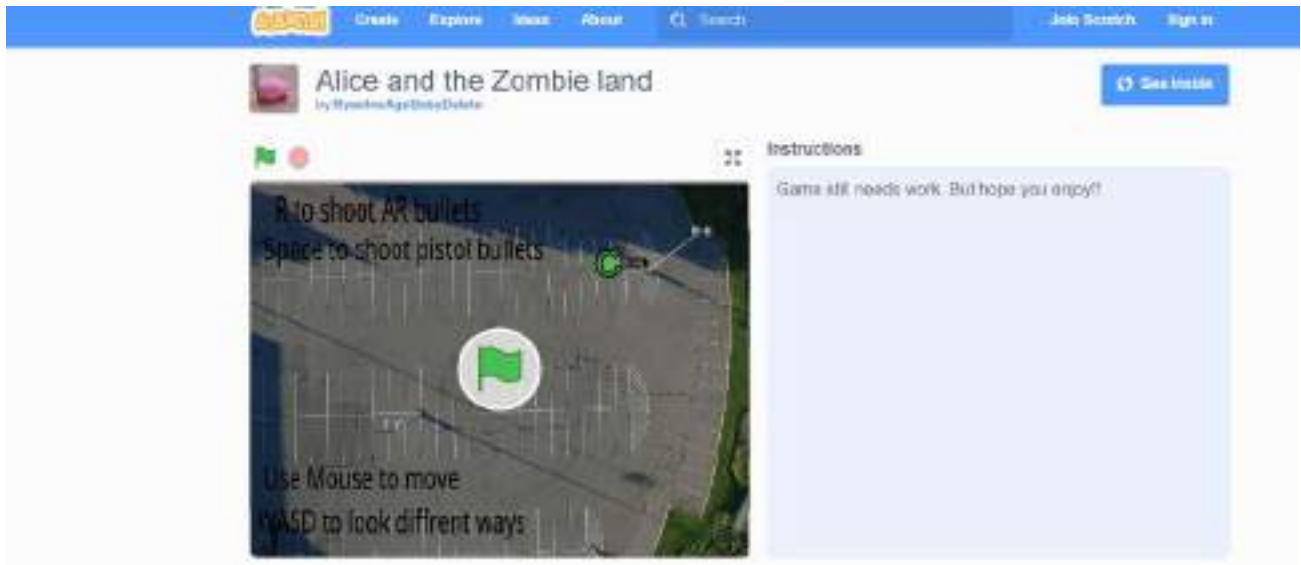 Create Explore Ideas About Search Join Scratch Sign in
Alice and the Zombie land
See inside
by
Instructions
Game still needs work. But hope you enjoy!!
R to shoot AR bullets
Space to shoot pistol bullets
Use Mouse to move
WASD to look diffrent ways